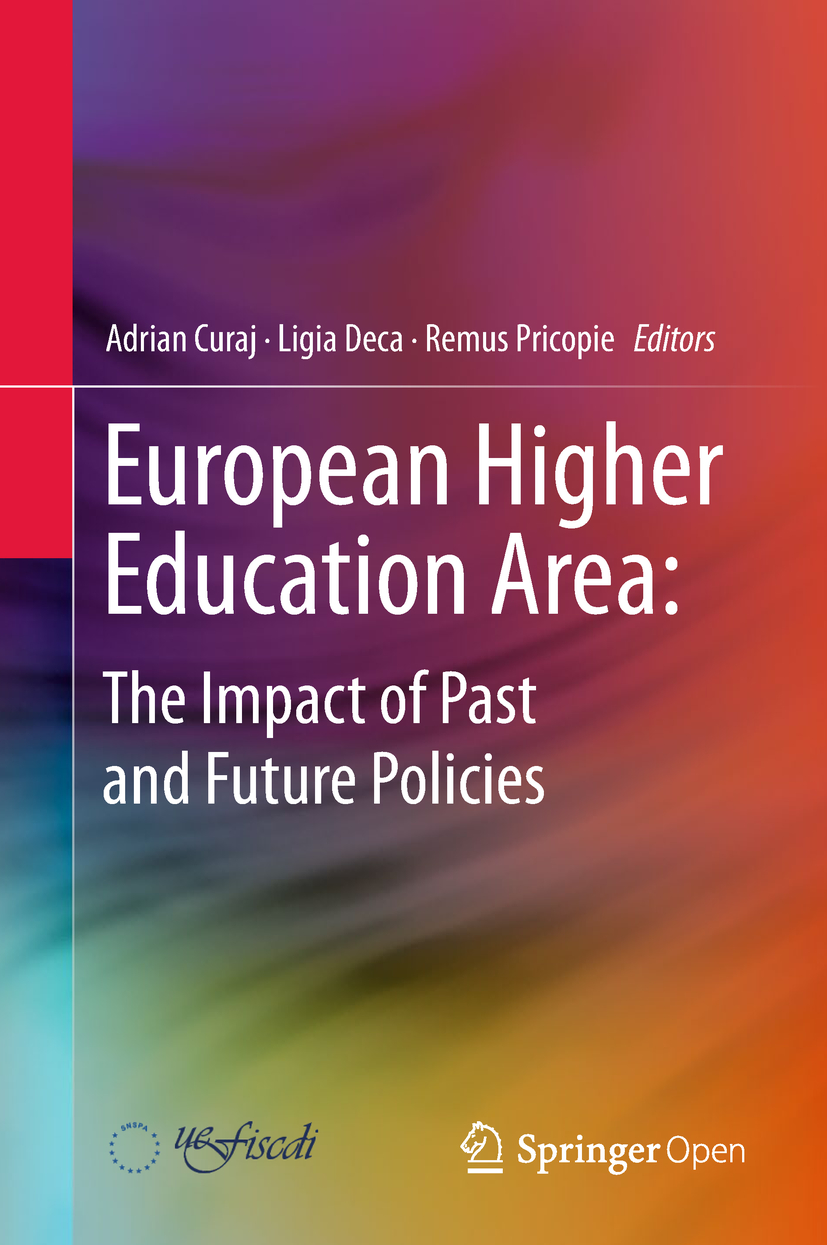 Adrian Curaj · Ligia Deca · Remus Pricopie Editors
European Higher
Education Area:
The Impact of Past
and Future Policies
SNSPA
uefiscdi
Springer Open